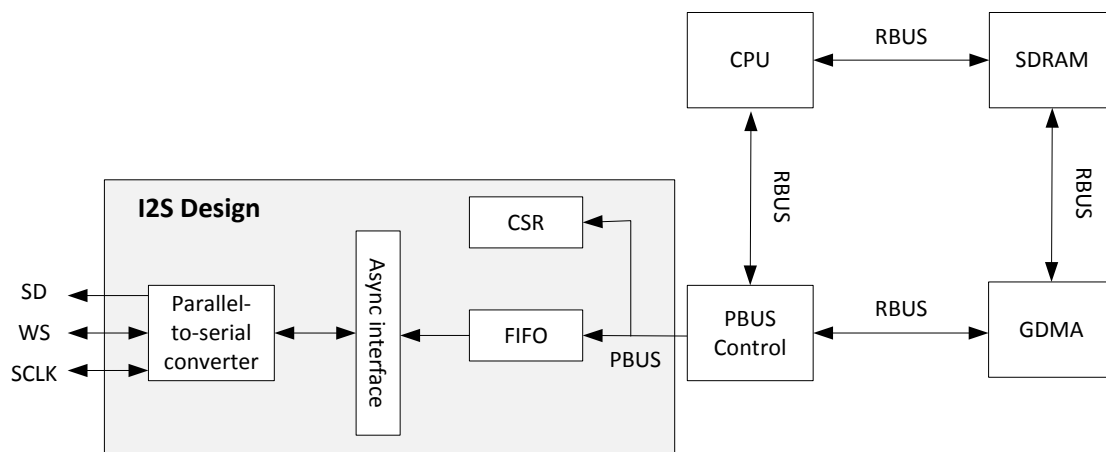 RBUS
CPU
SDRAM
RBUS
RBUS
I2S Design
CSR
Async interface
SD
WS
SCLK
Parallel-
to-serial
converter
FIFO
PBUS
PBUS
Control
RBUS
GDMA